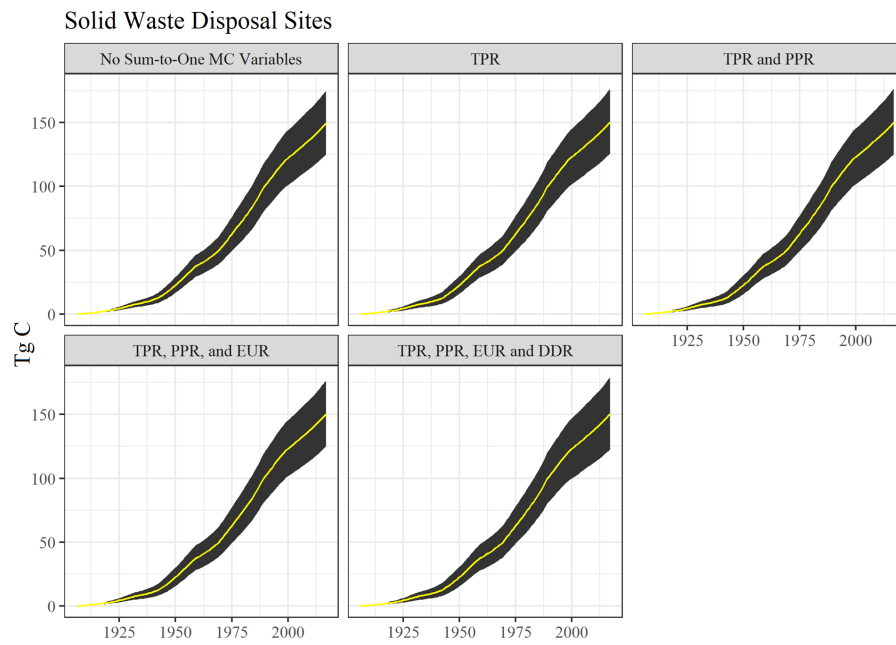 Solid Waste Disposal Sites
No Sum-to-One MC Variables
TPR
TPR and PPR
150
100
50
0
1925 1950 1975 2000
Tg C
TPR, PPR, and EUR
TPR, PPR, EUR and DDR
150
100
50
0
1925 1950 1975 2000
1925 1950 1975 2000